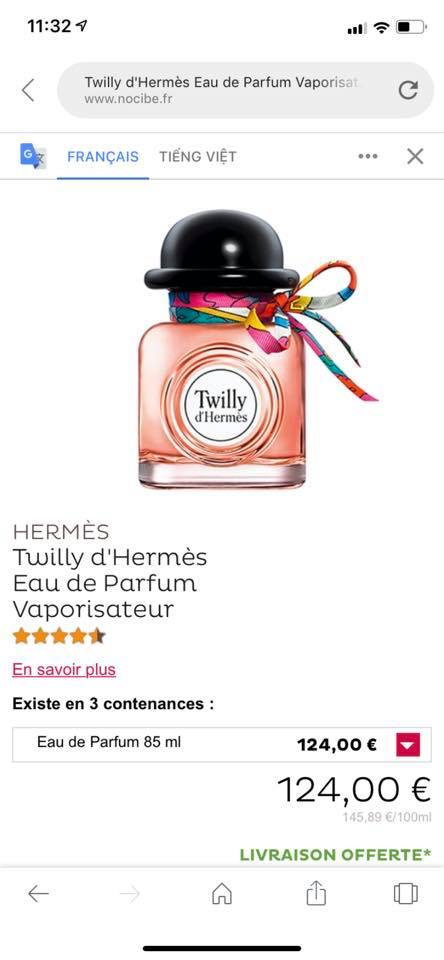 11:32
Twilly d'Hermès Eau de Parfum Vaporisat
www.nocibe.fr
G 文
FRANÇAIS TIẾNG VIỆT
Twilly
d'Hermès
HERMÈS
Twilly d'Hermès
Eau de Parfum
Vaporisateur
En savoir plus
Existe en 3 contenances :
Eau de Parfum 85 ml 124,00 €
124,00 €
145,89 €/100ml
LIVRAISON OFFERTE*